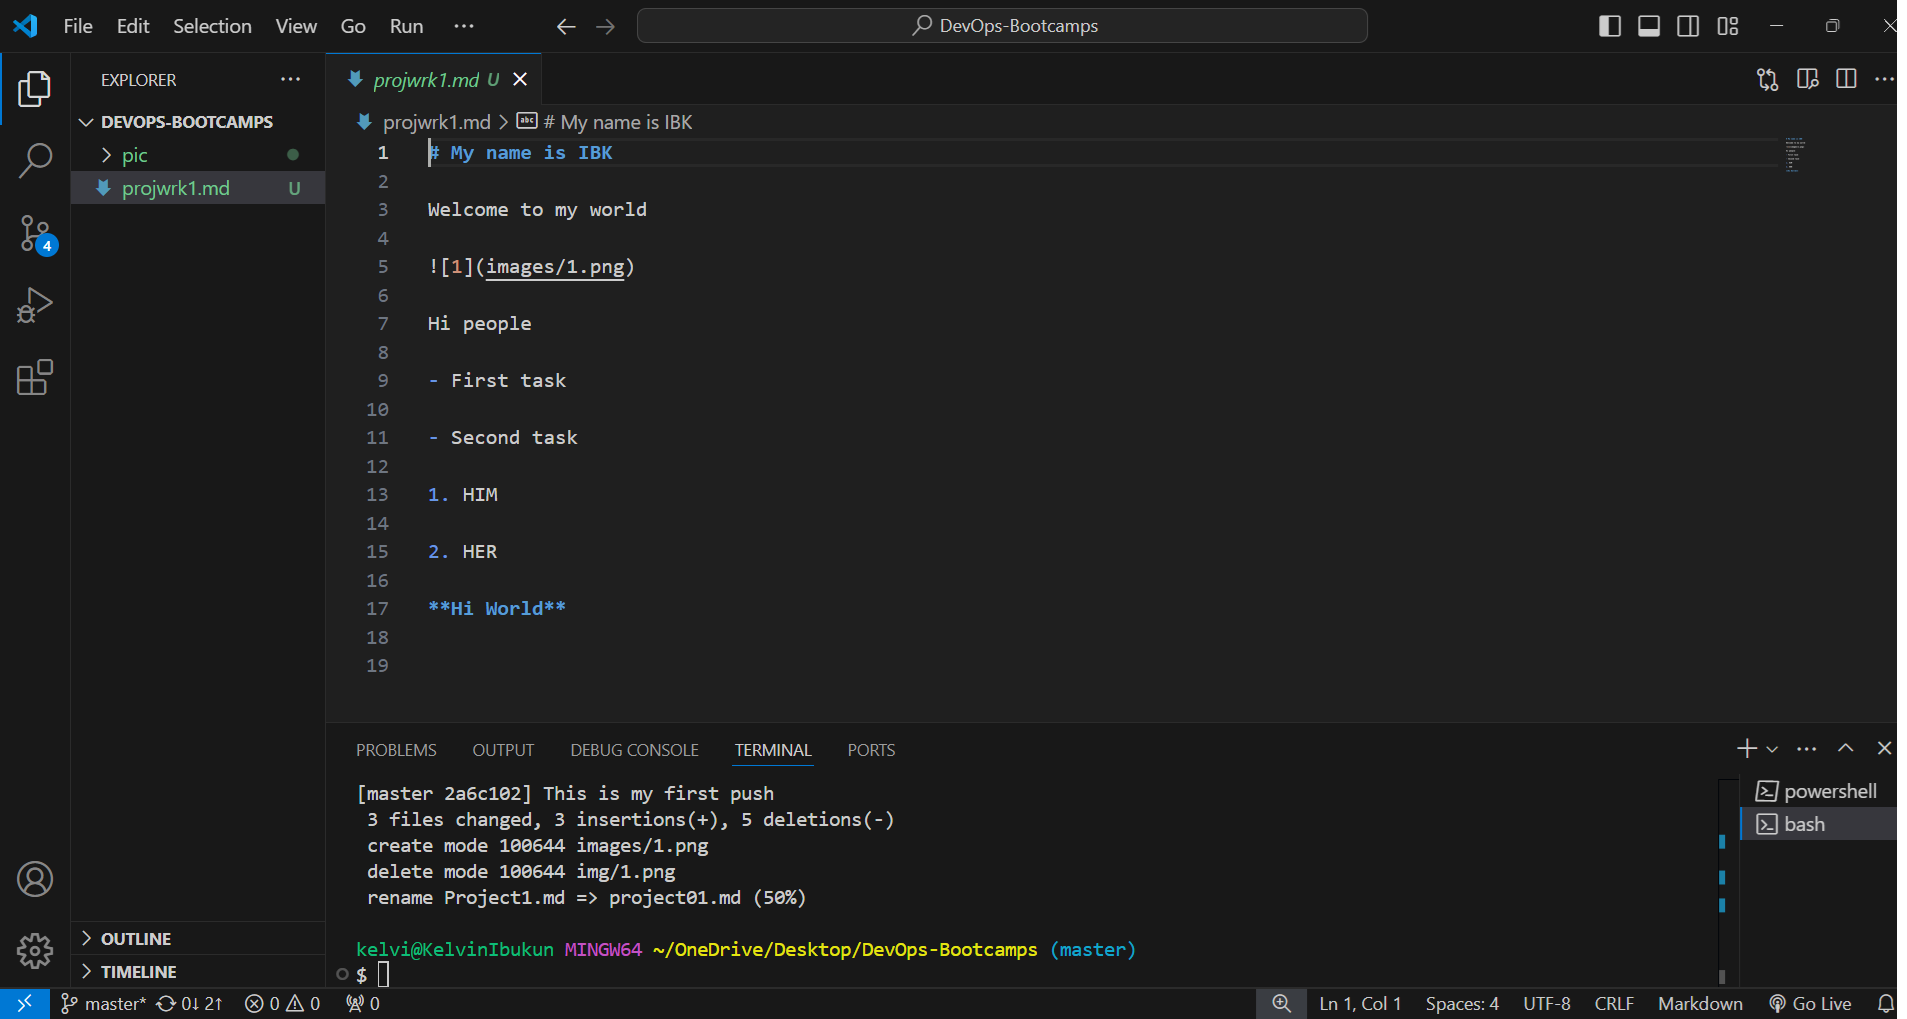 File Edit Selection View Go Run ··· DevOps-Bootcamps
EXPLORER ···
DEVOPS-BOOTCAMPS
pic
projwrk1.md U
4
projwrk1.md U
projwrk1.md > abc # My name is IBK
1 # My name is IBK
2
3 Welcome to my world
4
5 ![1](images/1.png)
6
7 Hi people
8
9 - First task
10
11 - Second task
12
13 1. HIM
14
15 2. HER
16
17 **Hi World**
18
19
PROBLEMS OUTPUT DEBUG CONSOLE TERMINAL PORTS
[master 2a6c102] This is my first push
3 files changed, 3 insertions(+), 5 deletions(-)
create mode 100644 images/1.png
delete mode 100644 img/1.png
rename Project1.md => project01.md (50%)
kelvi@KelvinIbukun MINGW64 ~/OneDrive/Desktop/DevOps-Bootcamps (master)
$
powershell
bash
OUTLINE
TIMELINE
master* 0↓ 2↑ 0 0 0 Ln 1, Col 1 Spaces: 4 UTF-8 CRLF Markdown Go Live